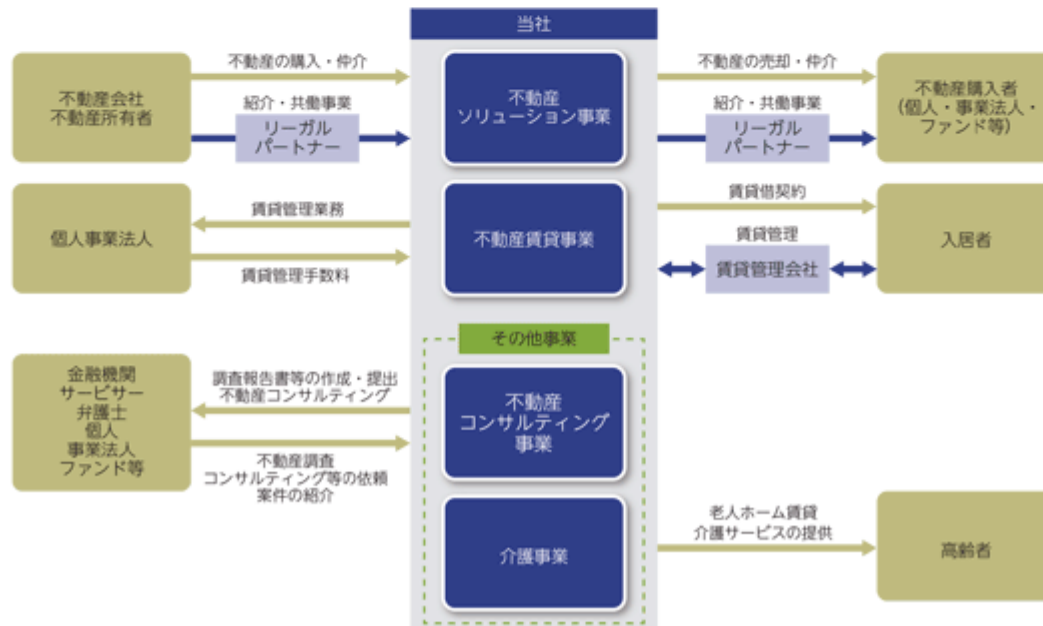 当社
不動産会社
不動産所有者
不動産の購入・仲介
紹介・共働事業
リーガル
パートナー
不動産
ソリューション事業
不動産の売却・仲介
紹介・共働事業
リーガル
パートナー
不動産購入者
(個人・事業法人・
ファンド等)
個人事業法人
賃貸管理業務
賃貸管理手数料
不動産賃貸事業
賃貸借契約
賃貸管理
賃貸管理会社
入居者
その他事業
金融機関
サービサー
弁護士
個人
事業法人
ファンド等
調査報告書等の作成・提出
不動産コンサルティング
不動産調査
コンサルティング等の依頼
案件の紹介
不動産
コンサルティング
事業
介護事業
老人ホーム賃貸
介護サービスの提供
高齢者